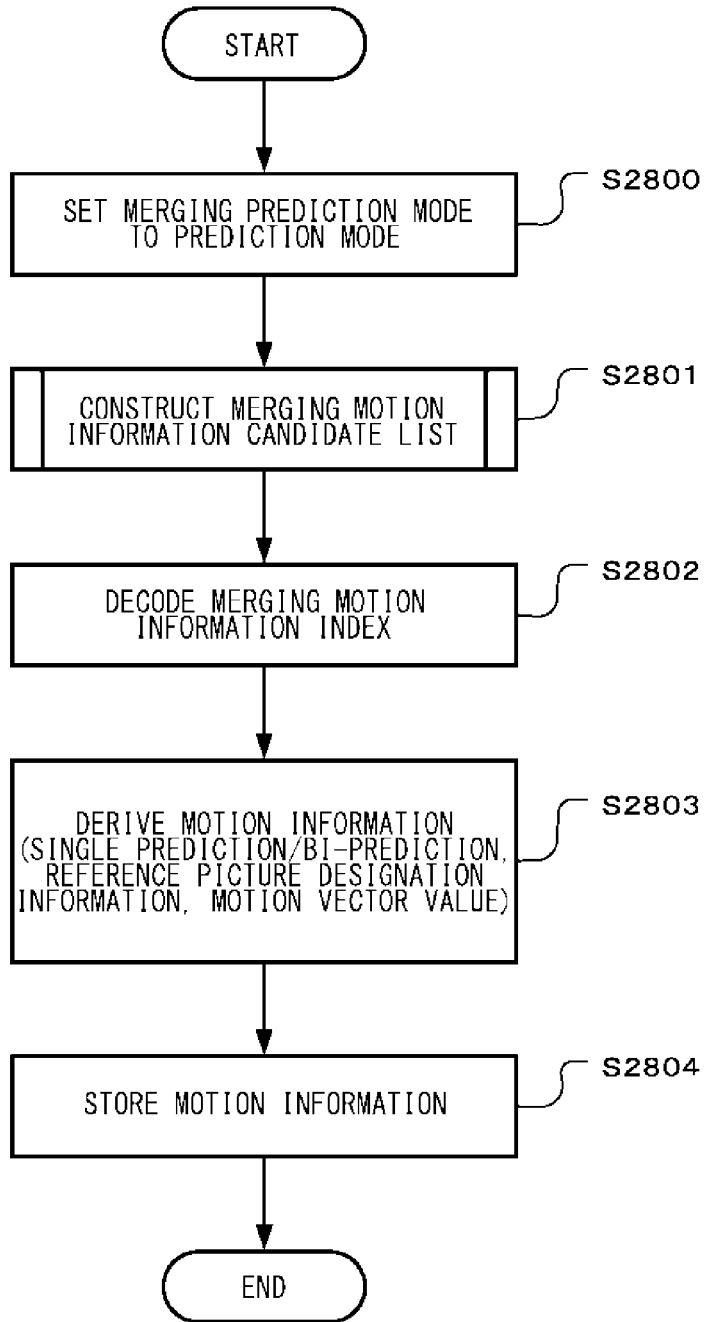 START
S2800
SET MERGING PREDICTION MODE
TO PREDICTION MODE
S2801
CONSTRUCT MERGING MOTION
INFORMATION CANDIDATE LIST
S2802
DECODE MERGING MOTION
INFORMATION INDEX
S2803
DERIVE MOTION INFORMATION
(SINGLE PREDICTION/BI-PREDICTION,
REFERENCE PICTURE DESIGNATION
INFORMATION, MOTION VECTOR VALUE)
S2804
STORE MOTION INFORMATION
END